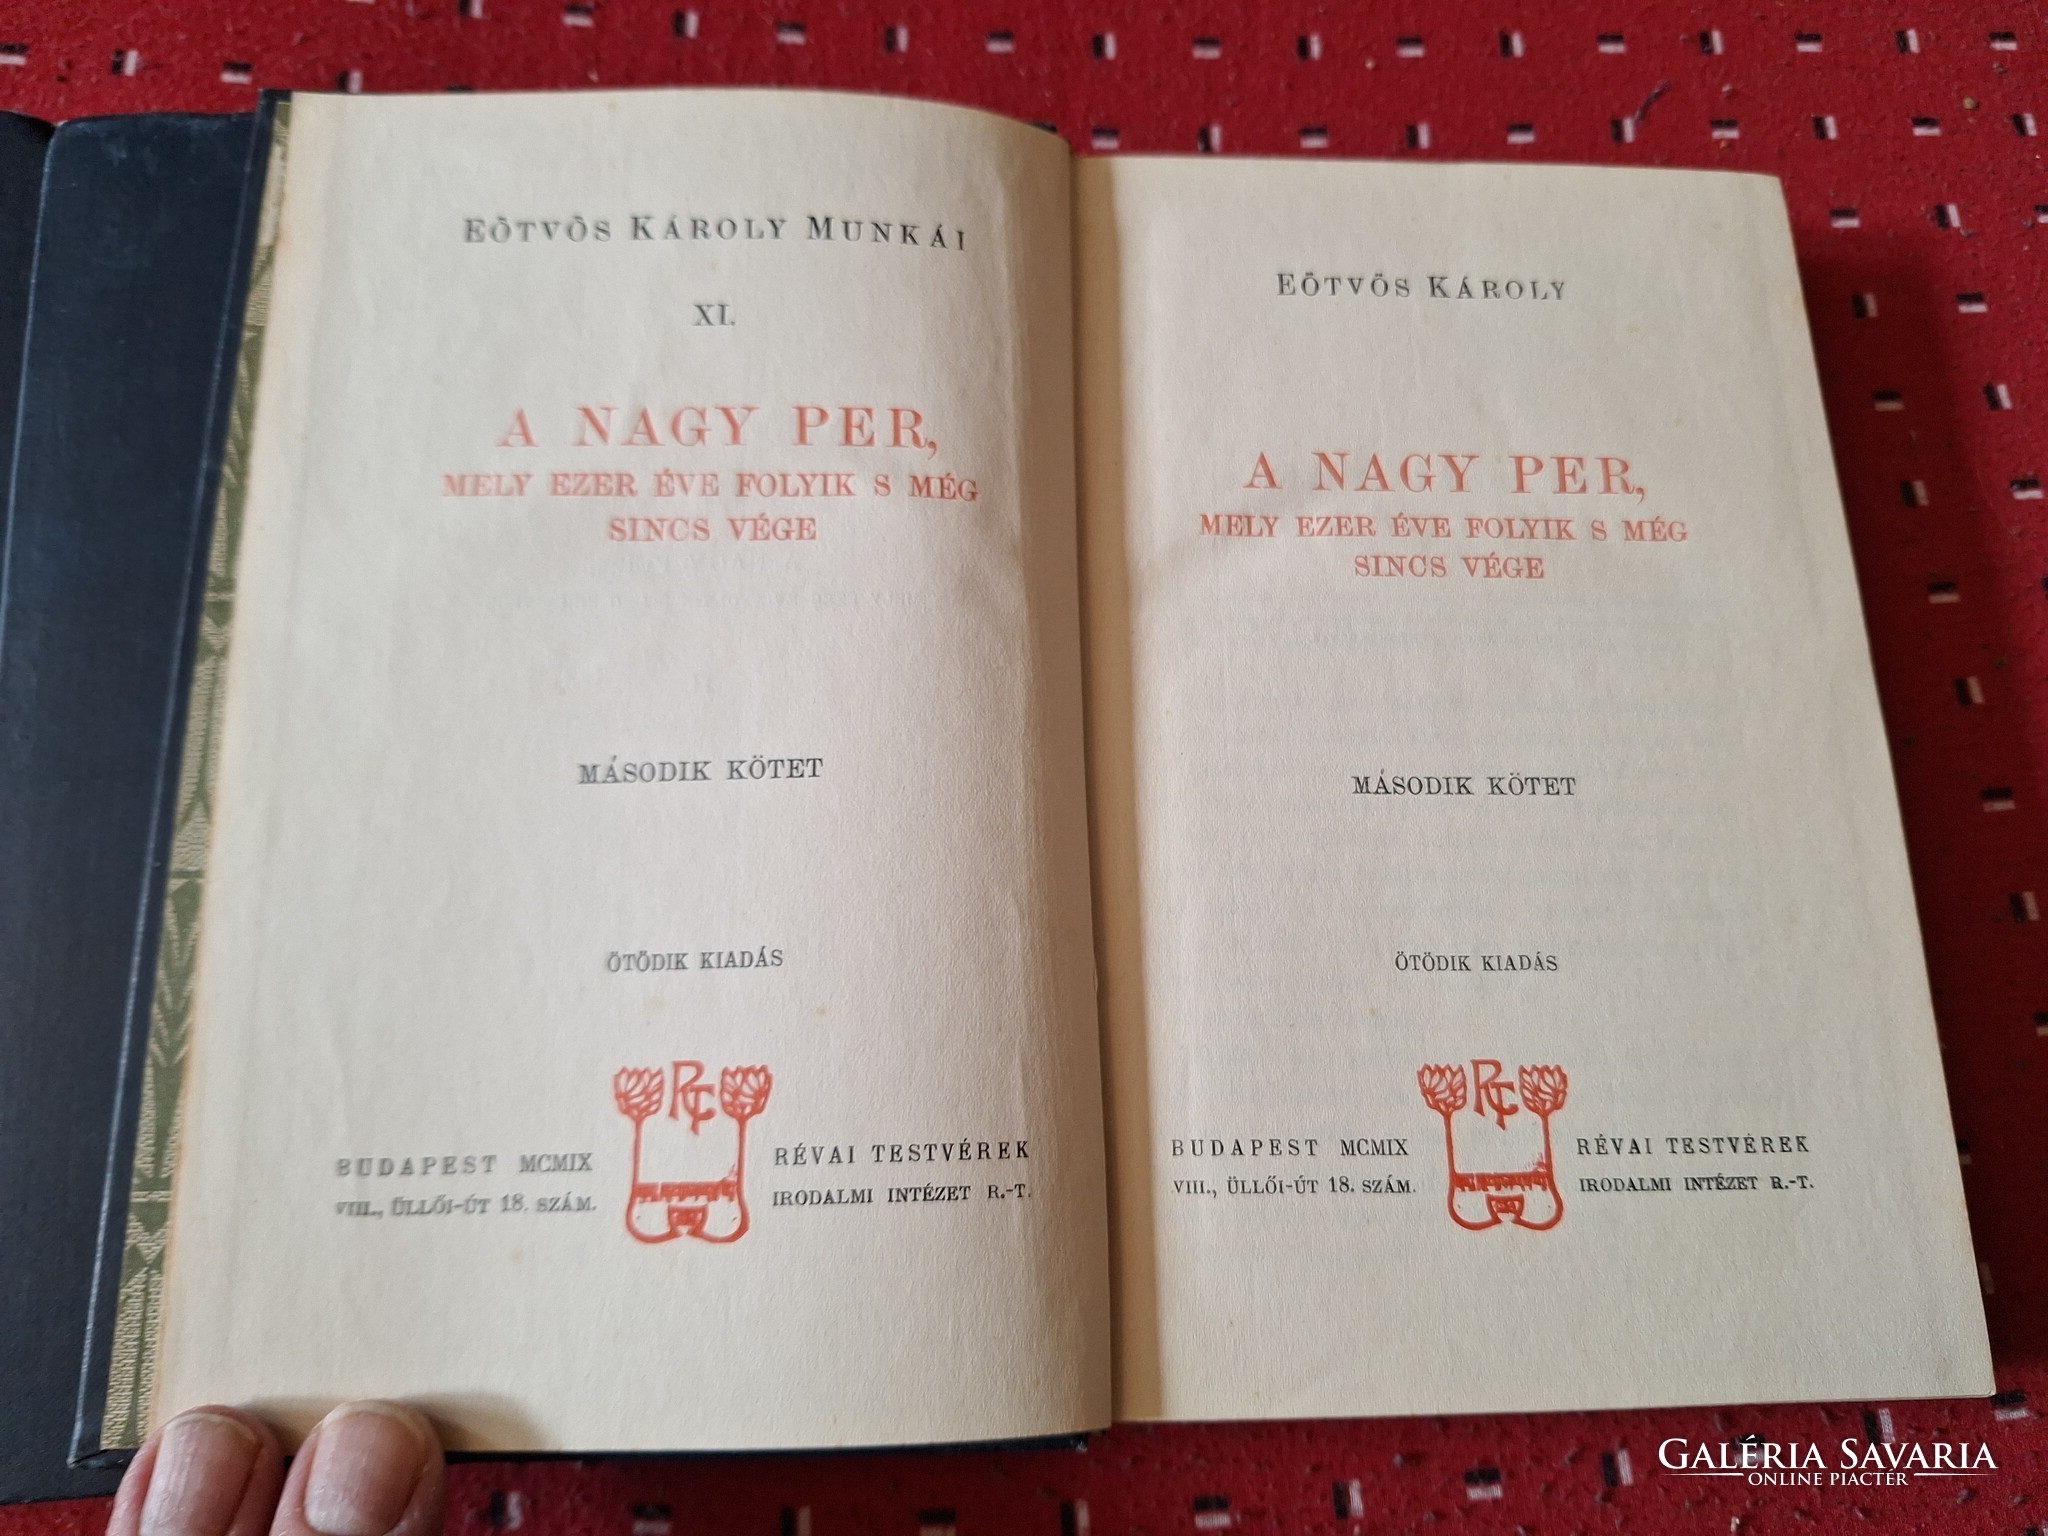 EÖTVÖS KÁROLY MUNKÁI
XI.
A NAGY PER,
MELY EZER ÉVE FOLYIK S MÉG
SINCS VÉGE
MÁSODIK KÖTET
ÖTÖDIK KIADÁS
BUDAPEST MCMIX
VIII., ÜLLŐI-ÚT 18. SZÁM.
RÉVAI TESTVÉREK
IRODALMI INTÉZET R.-T.
EÖTVÖS KÁROLY
A NAGY PER,
MELY EZER ÉVE FOLYIK S MÉG
SINCS VÉGE
MÁSODIK KÖTET
ÖTÖDIK KIADÁS
BUDAPEST MCMIX
VIII., ÜLLŐI-ÚT 18. SZÁM.
RÉVAI TESTVÉREK
IRODALMI INTÉZET R.-T.
GALÉRIA SAVARIA
ONLINE PIACTÉR